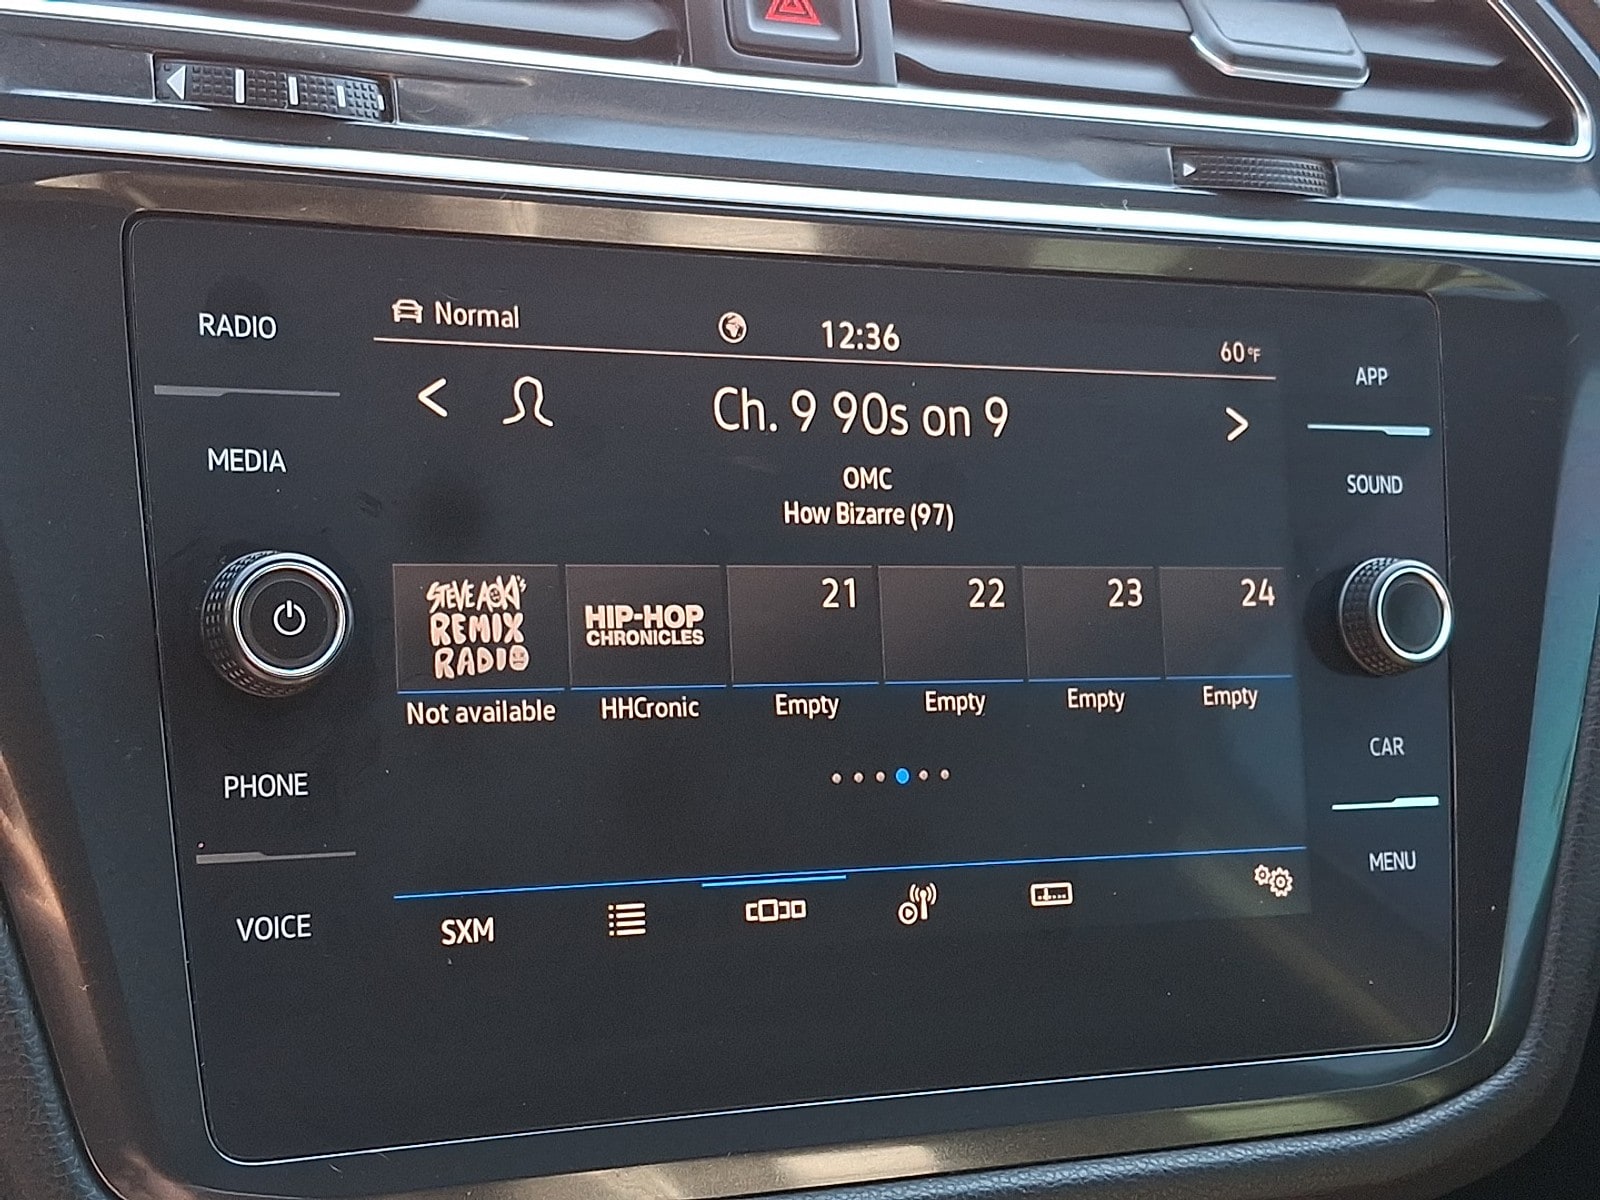 RADIO
MEDIA
PHONE
VOICE
Normal
12:36
60°F
Ch. 9 90s on 9
OMC
How Bizarre (97)
STEVE AOKI'S
REMIX
RADIO
Not available
HIP-HOP
CHRONICLES
HHCronic
21
Empty
22
Empty
23
Empty
24
Empty
SXM
APP
SOUND
CAR
MENU